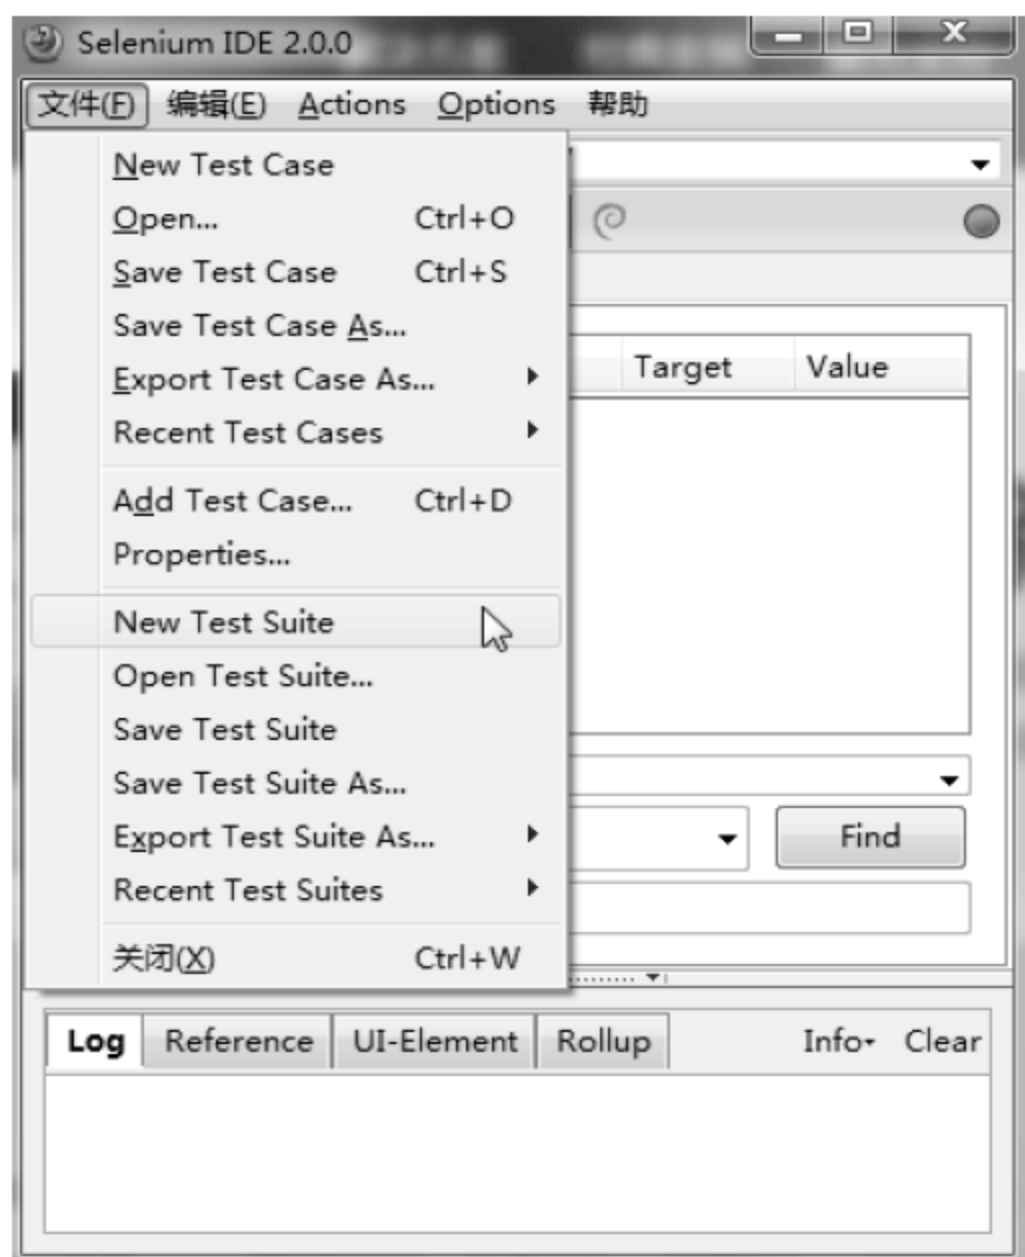 Selenium IDE 2.0.0
文件(F) 编辑(E) Actions Options 帮助
New Test Case
Open... Ctrl+O
Save Test Case Ctrl+S
Save Test Case As...
Export Test Case As...
Target Value
Recent Test Cases
Add Test Case... Ctrl+D
Properties...
New Test Suite
Open Test Suite...
Save Test Suite
Save Test Suite As...
Export Test Suite As...
Find
Recent Test Suites
关闭(X) Ctrl+W
Log Reference UI-Element Rollup Info Clear